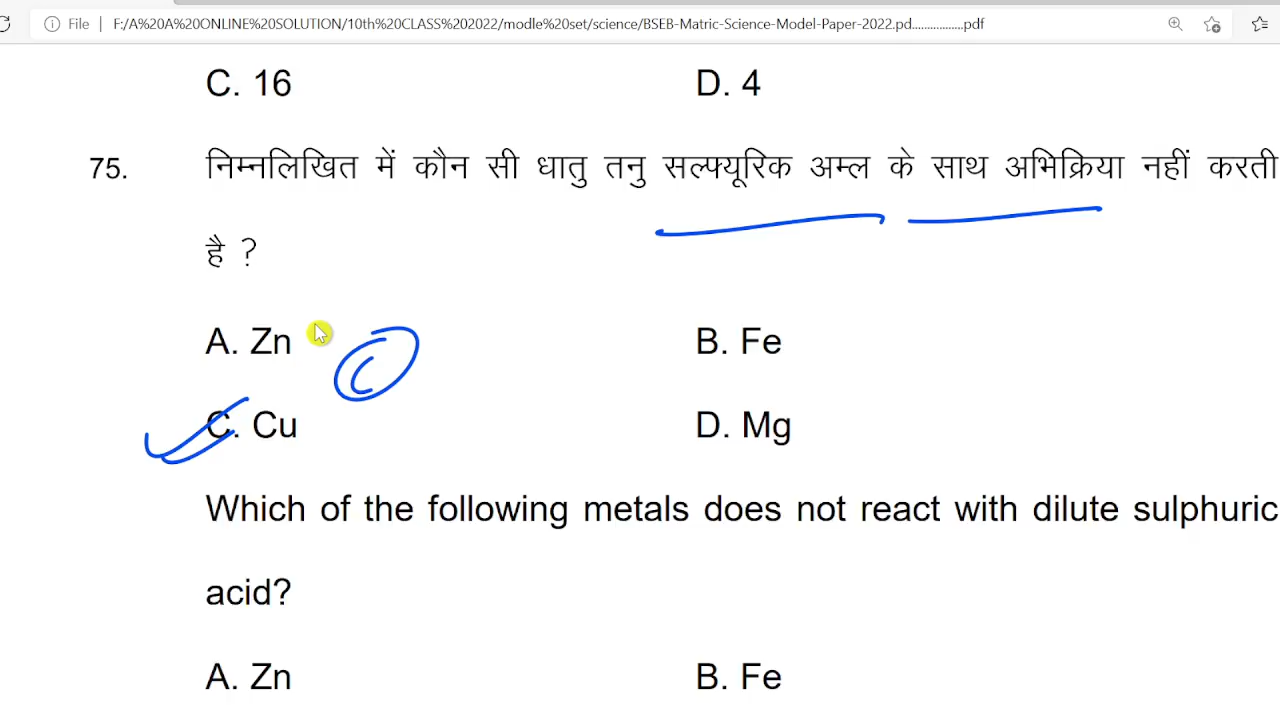 File | F:/A%20A%20ONLINE%20SOLUTION/10th%20CLASS%202022/modle%20set/science/BSEB-Matric-Science-Model-Paper-2022.pd.................pdf
C. 16 D. 4
75. निम्नलिखित में कौन सी धातु तनु सल्फ्यूरिक अम्ल के साथ अभिक्रिया नहीं करती
है ?
A. Zn B. Fe
C
C. Cu D. Mg
Which of the following metals does not react with dilute sulphuric
acid?
A. Zn B. Fe